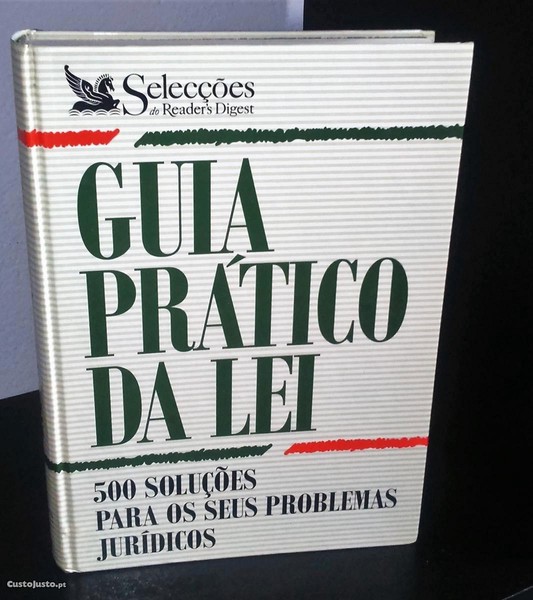 Selecções
do Reader's Digest
GUIA
PRÁTICO
DA LEI
500 SOLUÇÕES
PARA OS SEUS PROBLEMAS
JURÍDICOS
CustoJusto.pt